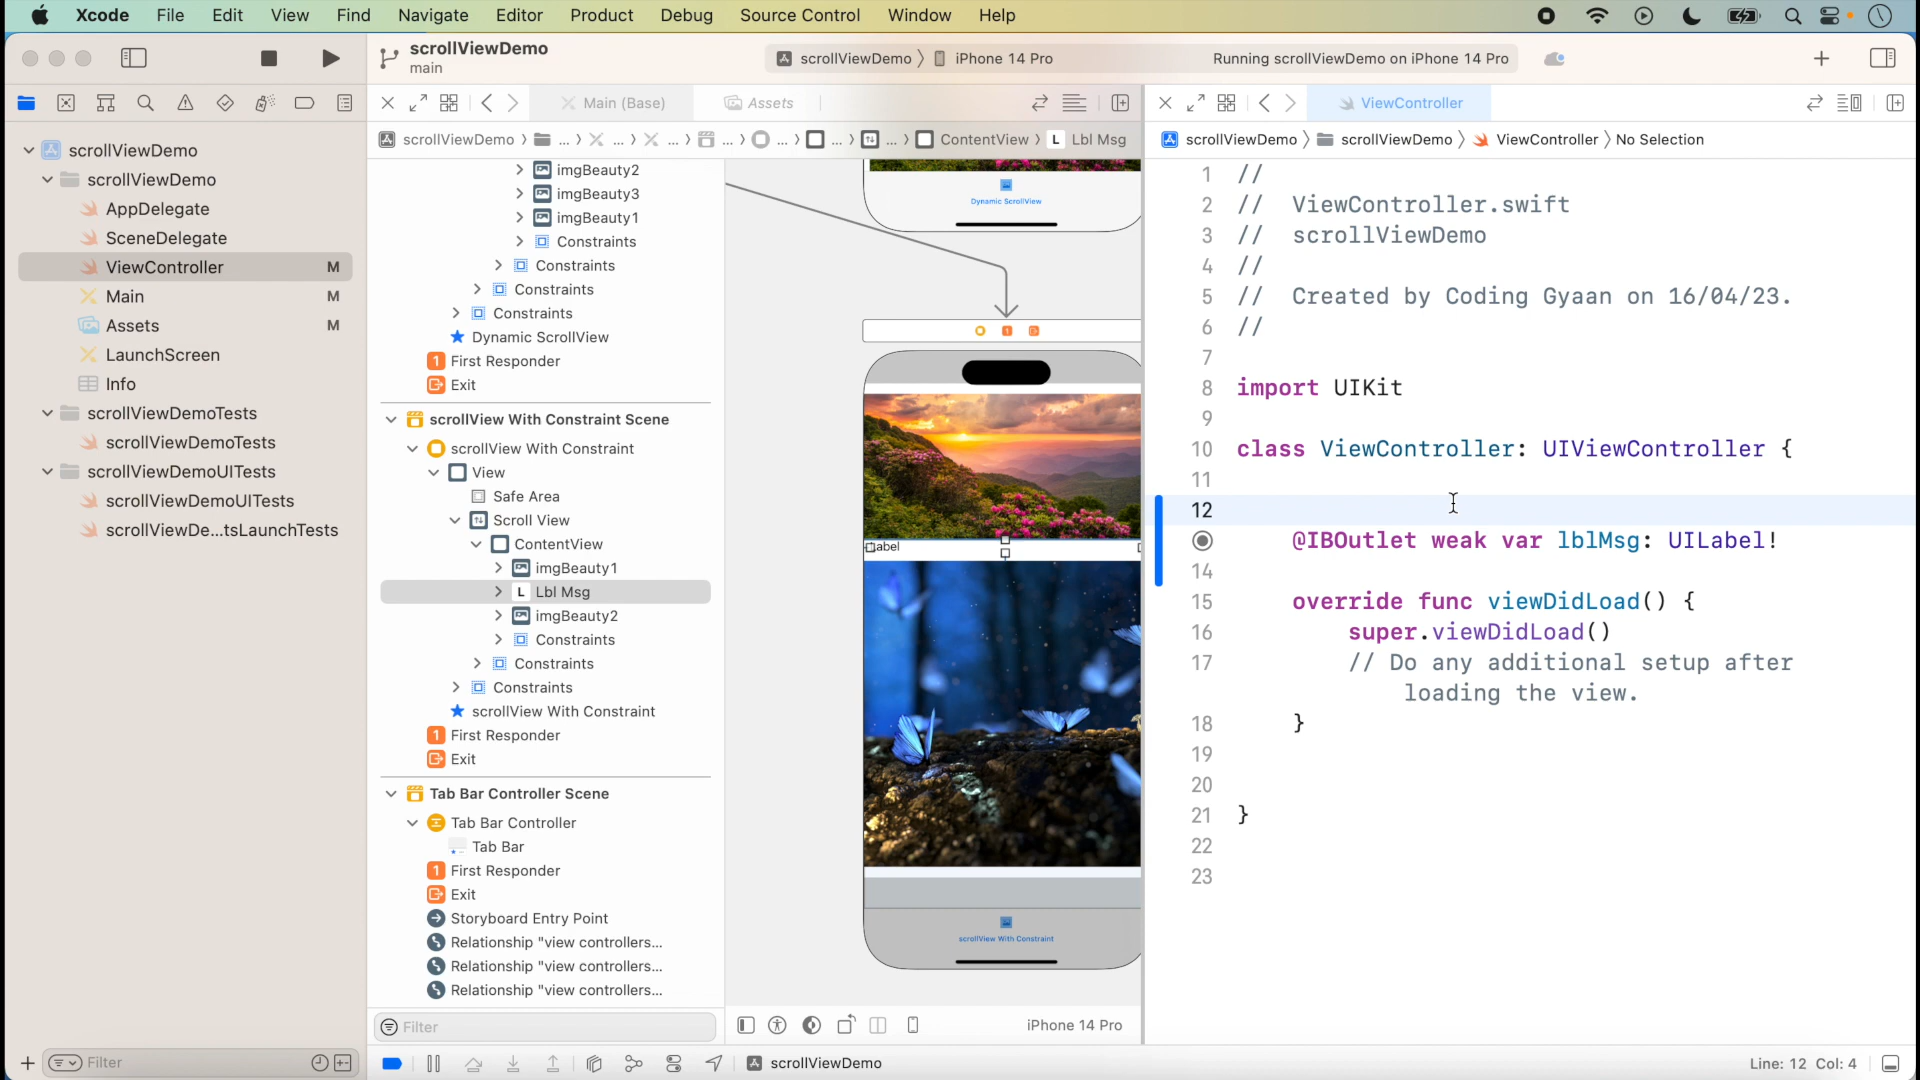 Xcode File Edit View Find Navigate Editor Product Debug Source Control Window Help
scrollViewDemo
main
scrollViewDemo iPhone 14 Pro
Running scrollViewDemo on iPhone 14 Pro
Main (Base)
Assets
ViewController
scrollViewDemo ... ... ... ... ... ... ... ContentView L Lbl Msg
scrollViewDemo scrollViewDemo ViewController No Selection
scrollViewDemo
scrollViewDemo
AppDelegate
SceneDelegate
ViewController M
Main M
Assets M
LaunchScreen
Info
scrollViewDemoTests
scrollViewDemoTests
scrollViewDemoUITests
scrollViewDemoUITests
scrollViewDe...tsLaunchTests
Filter
imgBeauty2
imgBeauty3
imgBeauty1
Constraints
Constraints
Constraints
Constraints
Dynamic ScrollView
1 First Responder
Exit
scrollView With Constraint Scene
scrollView With Constraint
View
Safe Area
Scroll View
ContentView
imgBeauty1
L Lbl Msg
imgBeauty2
Constraints
Constraints
Constraints
scrollView With Constraint
1 First Responder
Exit
Tab Bar Controller Scene
Tab Bar Controller
Tab Bar
1 First Responder
Exit
Storyboard Entry Point
Relationship "view controllers...
Relationship "view controllers...
Relationship "view controllers...
Filter
Dynamic ScrollView
Label
scrollView With Constraint
iPhone 14 Pro
1 //
2 // ViewController.swift
3 // scrollViewDemo
4 //
5 // Created by Coding Gyaan on 16/04/23.
6 //
7
8 import UIKit
9
10 class ViewController: UIViewController {
11
12
@IBOutlet weak var lblMsg: UILabel!
14
15 override func viewDidLoad() {
16 super.viewDidLoad()
17 // Do any additional setup after
loading the view.
18 }
19
20
21 }
22
23
scrollViewDemo
Line: 12 Col: 4